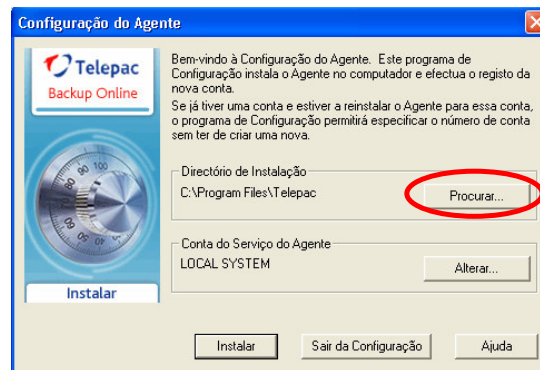 Configuração do Agente
Telepac
Backup Online
Instalar
Bem-vindo à Configuração do Agente. Este programa de
Configuração instala o Agente no computador e efectua o registo da
nova conta.
Se já tiver uma conta e estiver a reinstalar o Agente para essa conta,
o programa de Configuração permitirá especificar o número de conta
sem ter de criar uma nova.
Directório de Instalação
C:\Program Files\Telepac
Procurar...
Conta do Serviço do Agente
LOCAL SYSTEM
Alterar...
Instalar
Sair da Configuração
Ajuda